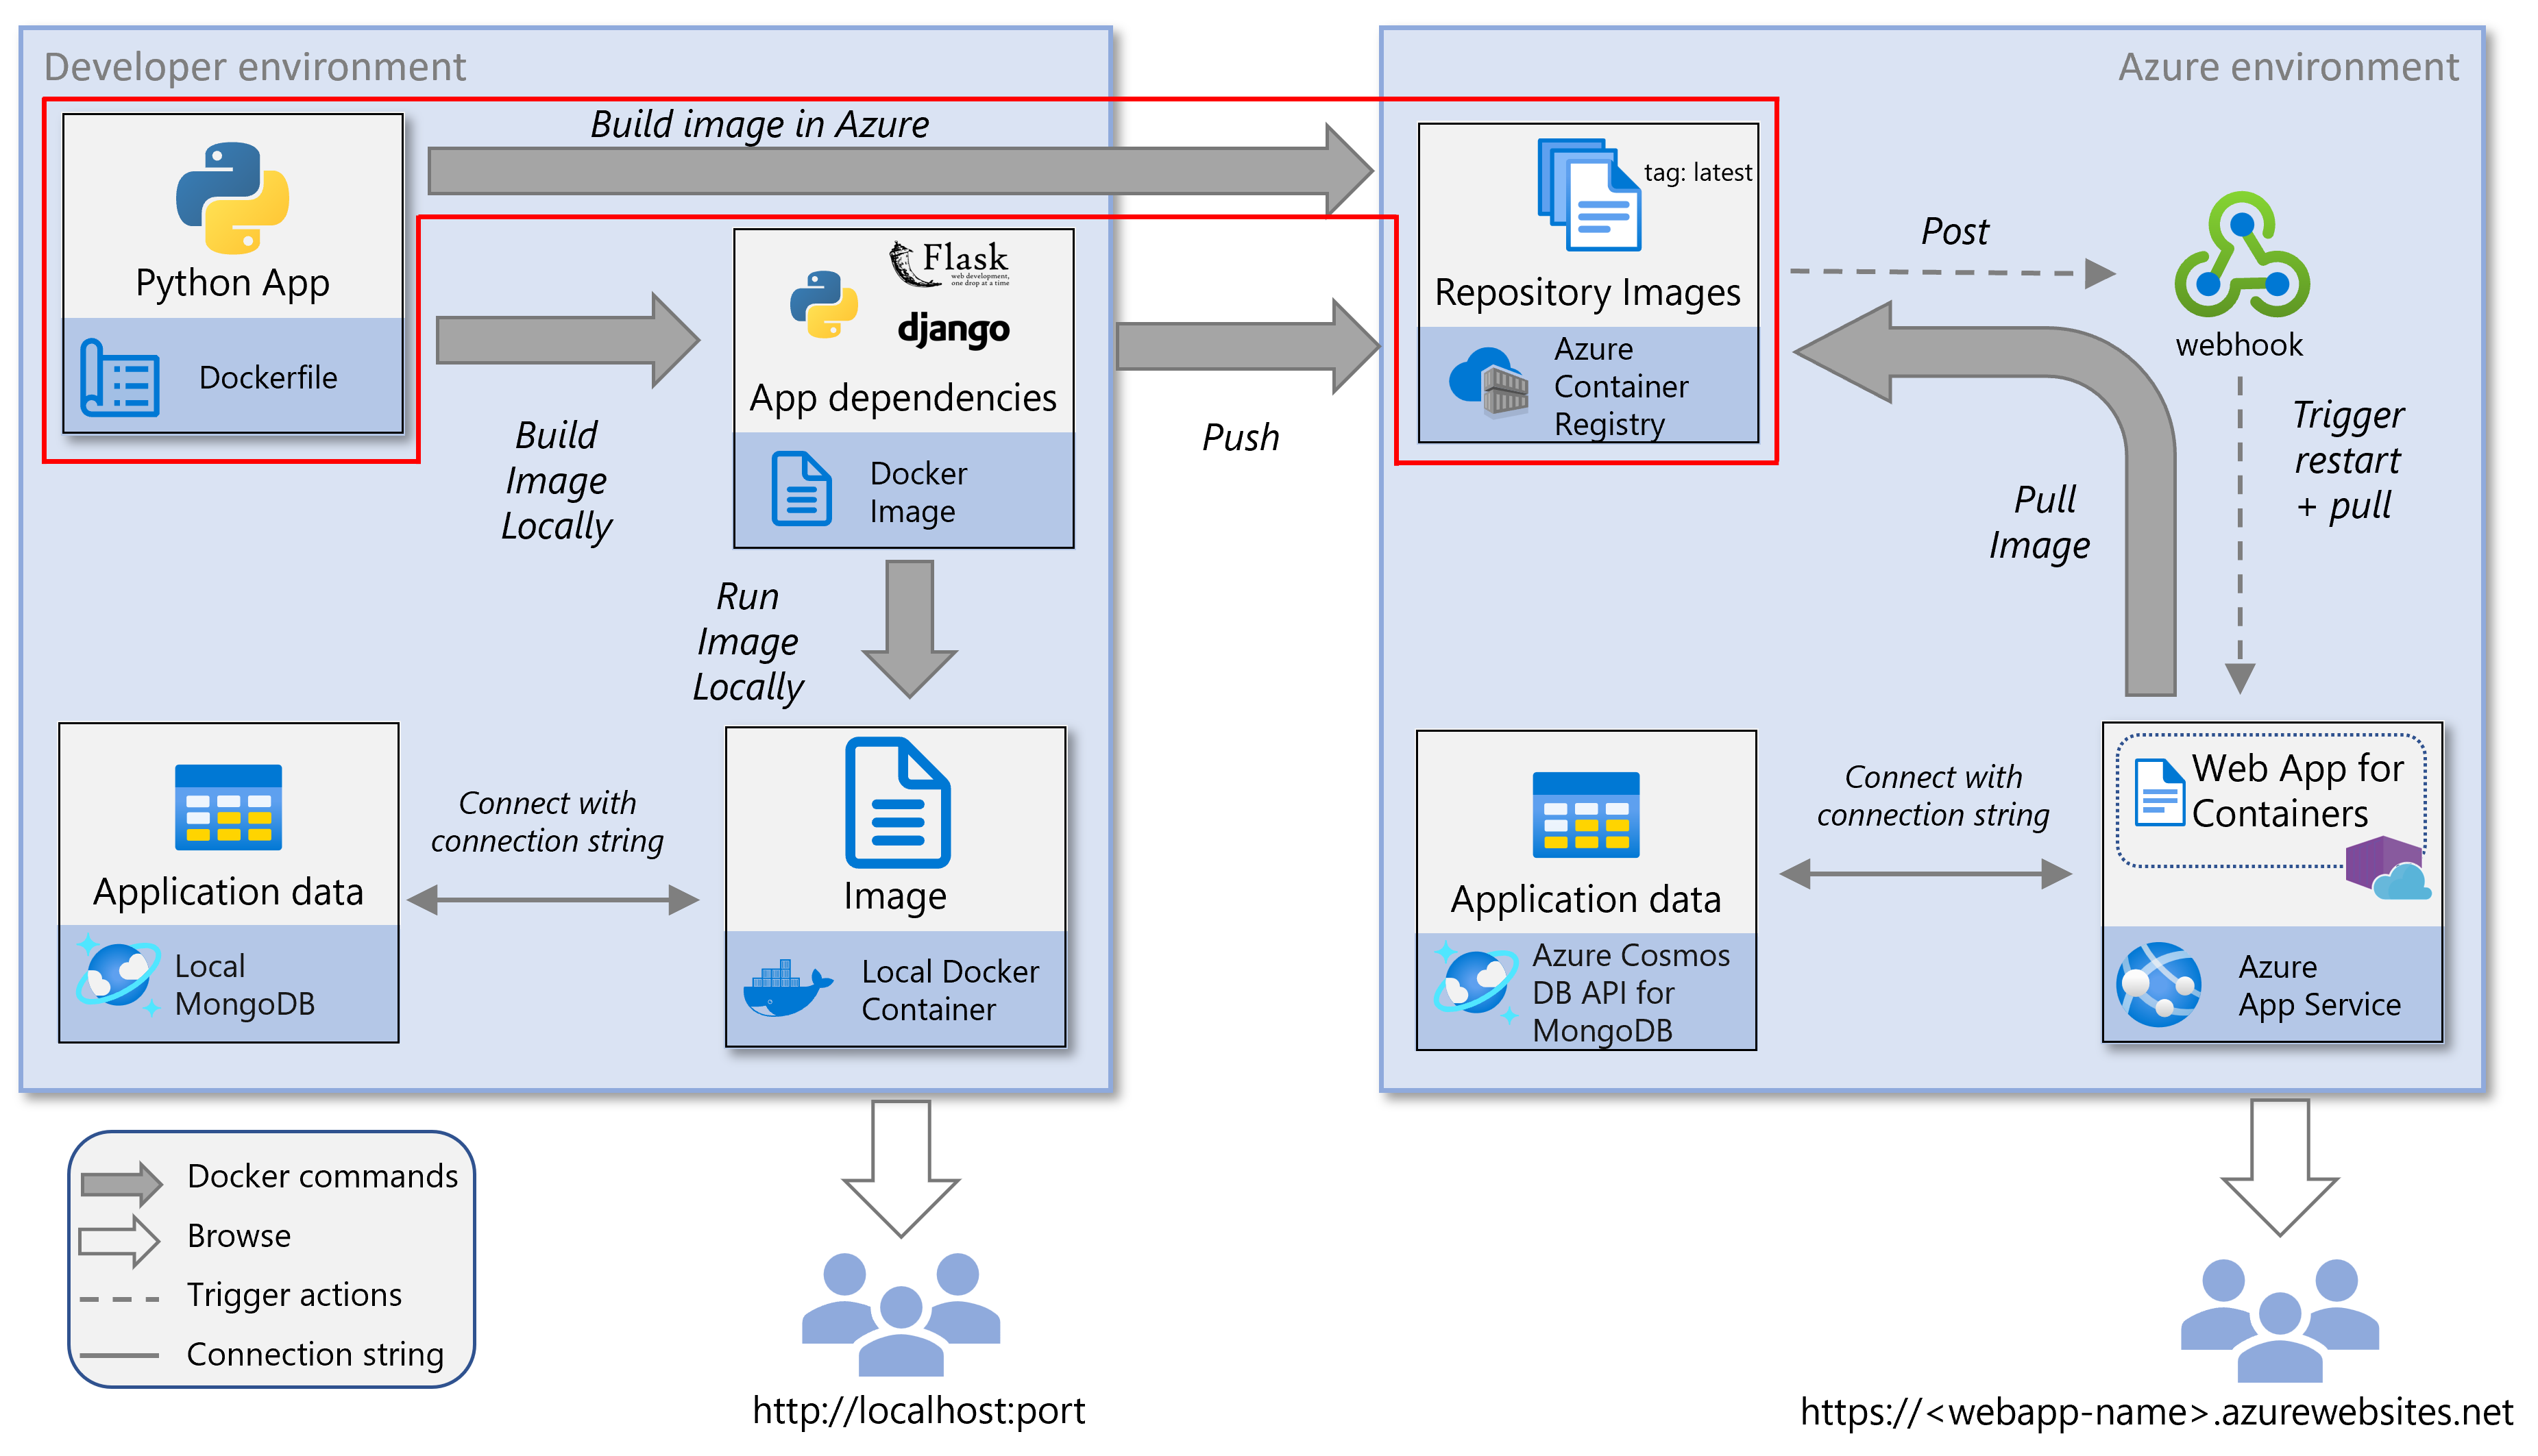 Developer environment
Azure environment
Build image in Azure
Python App
Dockerfile
Build
Image
Locally
Flask
web development,
one drop at a time
django
App dependencies
Docker
Image
Push
tag: latest
Repository Images
Azure
Container
Registry
Post
webhook
Trigger
restart
+ pull
Pull
Image
Run
Image
Locally
Application data
Local
MongoDB
Connect with
connection string
Image
Local Docker
Container
Application data
Azure Cosmos
DB API for
MongoDB
Connect with
connection string
Web App for
Containers
Azure
App Service
Docker commands
Browse
Trigger actions
Connection string
http://localhost:port
https://<webapp-name>.azurewebsites.net